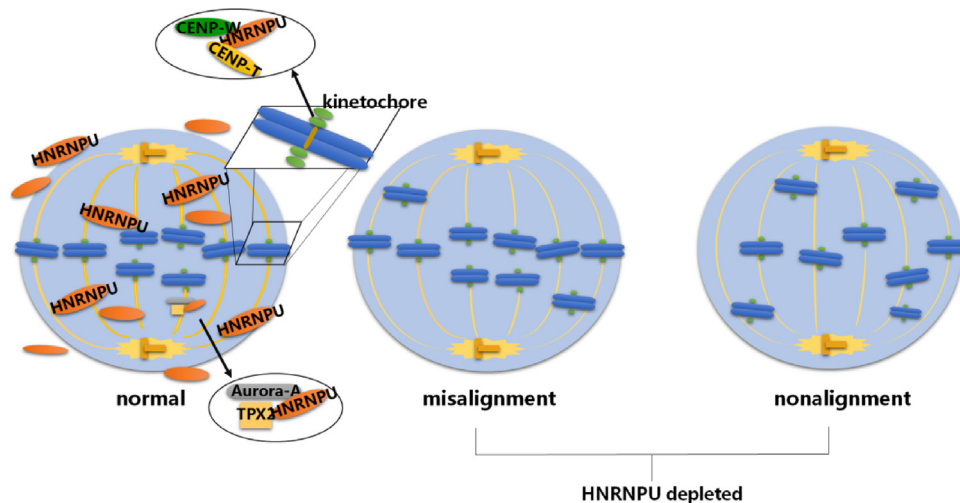 CENP-W
HNRNPU
CENP-T
kinetochore
HNRNPU
HNRNPU
HNRNPU
HNRNPU
HNRNPU
normal
Aurora-A
TPX2
HNRNPU
misalignment
nonalignment
HNRNPU depleted